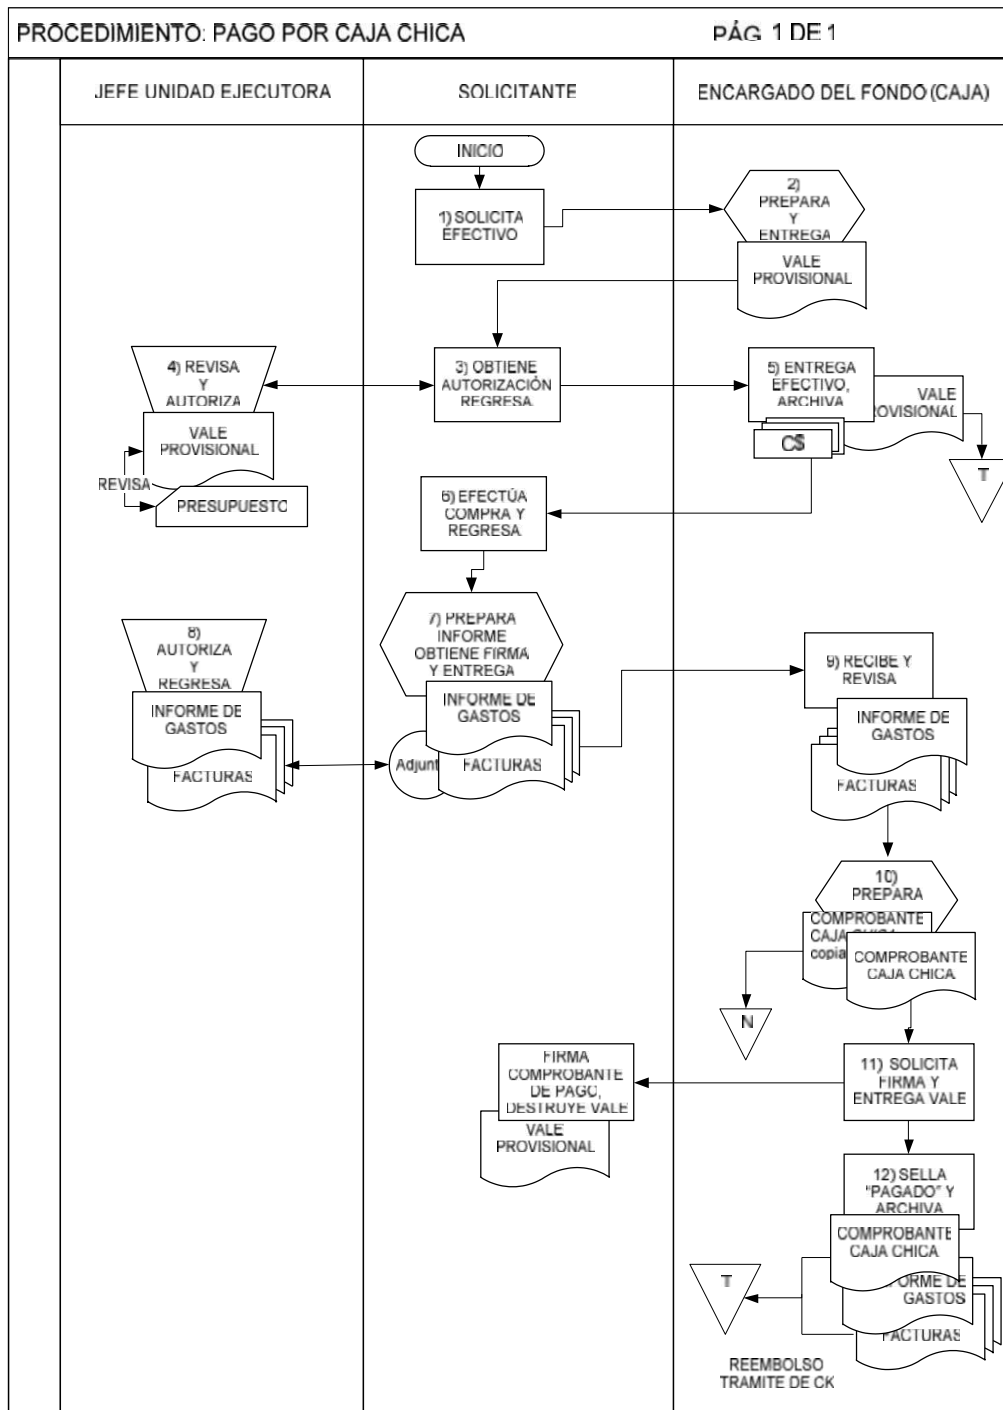 PROCEDIMIENTO: PAGO POR CAJA CHICA
PÁG 1 DE 1
JEFE UNIDAD EJECUTORA
SOLICITANTE
ENCARGADO DEL FONDO (CAJA)
INICIO
1) SOLICITA
EFECTIVO
2)
PREPARA
Y
ENTREGA
VALE
PROVISIONAL
4) REVISA
Y
AUTORIZA
VALE
PROVISIONAL
REVISA
PRESUPUESTO
3) OBTIENE
AUTORIZACIÓN
REGRESA
5) ENTREGA
EFECTIVO,
ARCHIVA
VALE
OVISIONAL
C$
T
6) EFECTÚA
COMPRA Y
REGRESA
7) PREPARA
INFORME
OBTIENE FIRMA
Y ENTREGA
INFORME DE
GASTOS
Adjunt
FACTURAS
8)
AUTORIZA
Y
REGRESA
INFORME DE
GASTOS
FACTURAS
9) RECIBE Y
REVISA
INFORME DE
GASTOS
FACTURAS
10)
PREPARA
COMPROBANTE
CAJA
copia
COMPROBANTE
CAJA CHICA
N
FIRMA
COMPROBANTE
DE PAGO,
DESTRUYE VALE
VALE
PROVISIONAL
11) SOLICITA
FIRMA Y
ENTREGA VALE
12) SELLA
"PAGADO" Y
ARCHIVA
COMPROBANTE
CAJA CHICA
ORME DE
GASTOS
FACTURAS
T
REEMBOLSO
TRAMITE DE CK